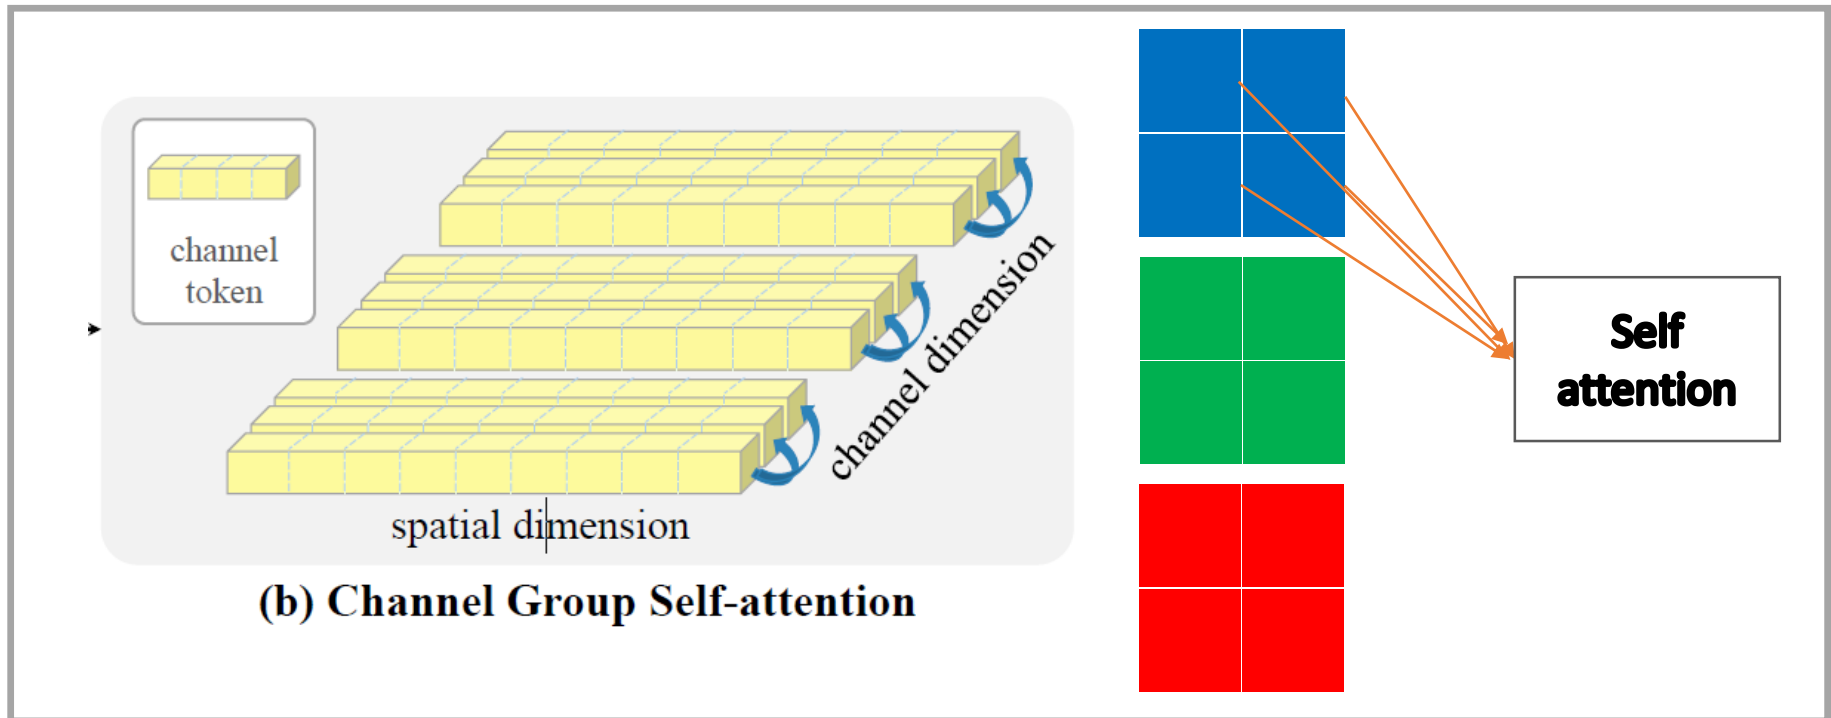 channel
token
channel dimension
spatial dimension
(b) Channel Group Self-attention
Self
attention